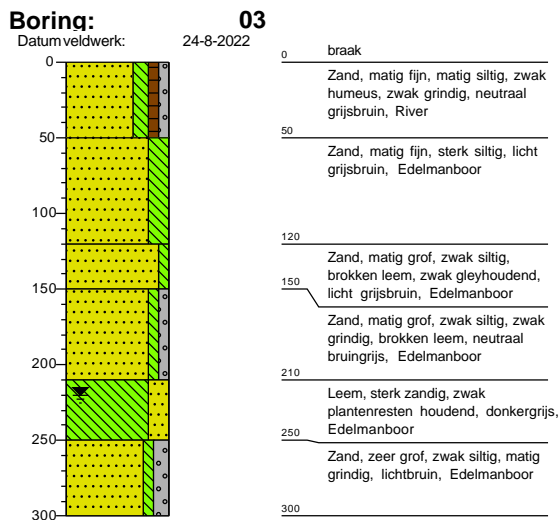 Boring: 03
Datum veldwerk: 24-8-2022
0
50
100
150
200
250
300
0 braak
Zand, matig fijn, matig siltig, zwak
humeus, zwak grindig, neutraal
grijsbruin, River
50
Zand, matig fijn, sterk siltig, licht
grijsbruin, Edelmanboor
120
Zand, matig grof, zwak siltig,
brokken leem, zwak gleyhoudend,
licht grijsbruin, Edelmanboor
150
Zand, matig grof, zwak siltig, zwak
grindig, brokken leem, neutraal
bruingrijs, Edelmanboor
210
Leem, sterk zandig, zwak
plantenresten houdend, donkergrijs,
Edelmanboor
250
Zand, zeer grof, zwak siltig, matig
grindig, lichtbruin, Edelmanboor
300